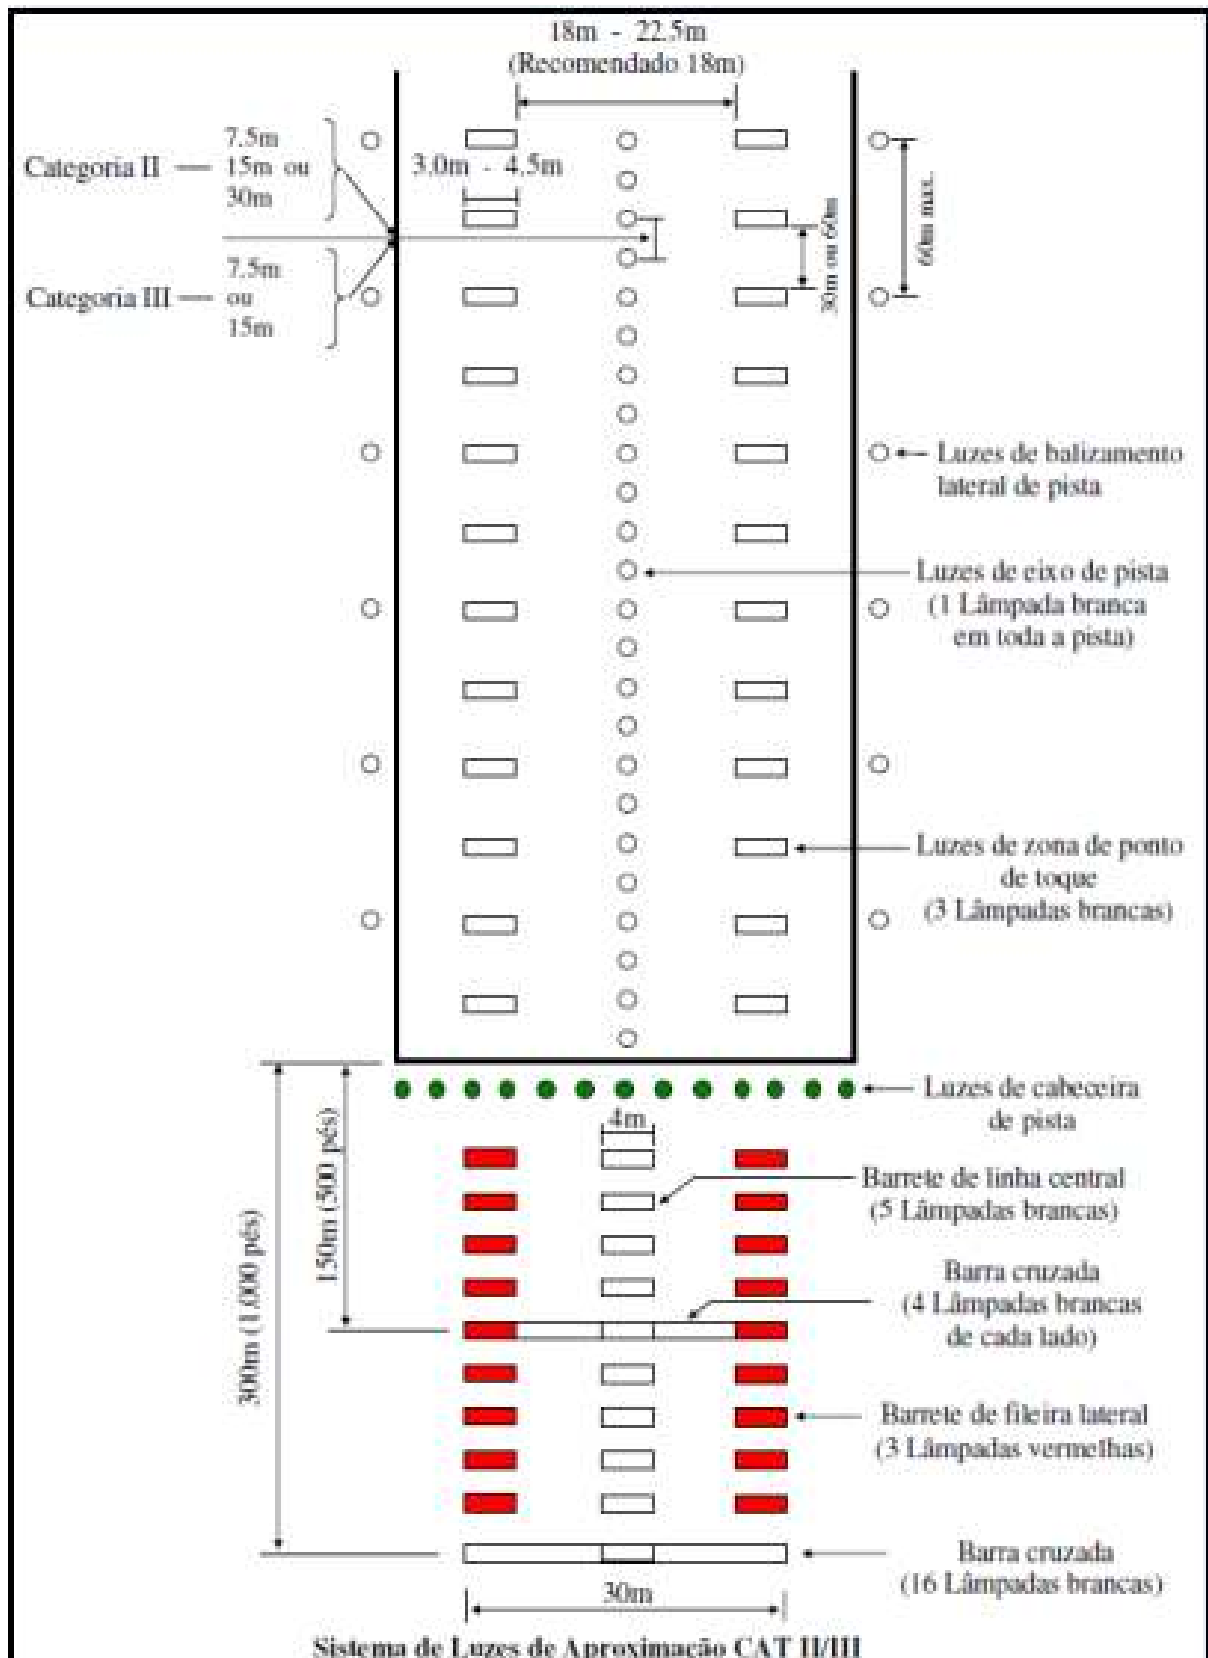 18m - 22.5m
(Recomendado 18m)
Categoria II
7.5m
15m ou
30m
3.0m - 4.5m
30m ou 60m
60m max.
Categoria III
7.5m
ou
15m
Luzes de balizamento
lateral de pista
Luzes de eixo de pista
(1 Lâmpada branca
em toda a pista)
Luzes de zona de ponto
de toque
(3 Lâmpadas brancas)
Luzes de cabeceira
de pista
4m
150m (500 pés)
300m (1.000 pés)
Barrete de linha central
(5 Lâmpadas brancas)
Barra cruzada
(4 Lâmpadas brancas
de cada lado)
Barrete de fileira lateral
(3 Lâmpadas vermelhas)
Barra cruzada
(16 Lâmpadas brancas)
30m
Sistema de Luzes de Aproximação CAT II/III